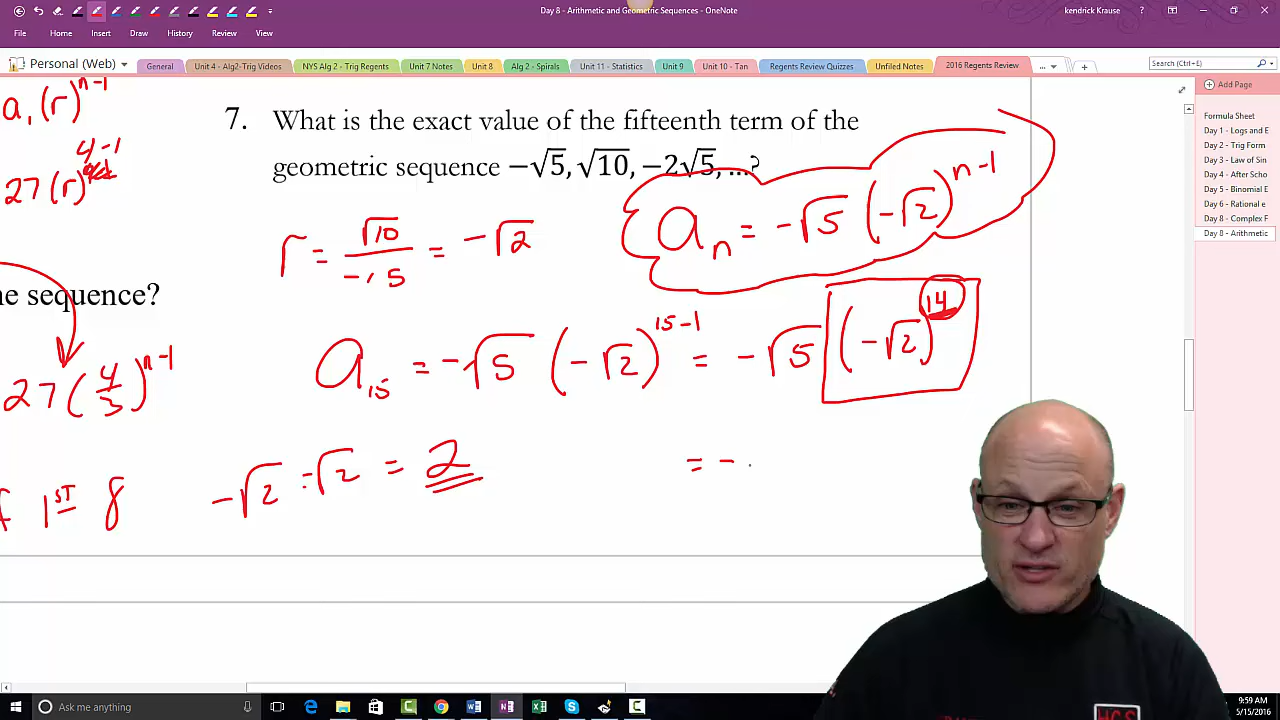 Day 8 - Arithmetic and Geometric Sequences - OneNote
kendrick Krause
File Home Insert Draw History Review View
Personal (Web) General Unit 4 - Alg2-Trig Videos NYS Alg 2 - Trig Regents Unit 7 Notes Unit 8 Alg 2 - Spirals Unit 11 - Statistics Unit 9 Unit 10 - Tan Regents Review Quizzes Unfiled Notes 2016 Regents Review ... Search (Ctrl+E)
Add Page
Formula Sheet
Day 1 - Logs and E
Day 2 - Trig Form
Day 3 - Law of Sin
Day 4 - After Scho
Day 5 - Binomial E
Day 6 - Rational e
Day 8 - Complex F
Day 8 - Arithmetic
a₁(r)ⁿ⁻¹
27(r)⁴⁻¹
7. What is the exact value of the fifteenth term of the
geometric sequence −√5, √10, −2√5, ...?
aₙ = -√5 (-√2)ⁿ⁻¹
r = √10 / -√5 = -√2
ne sequence?
27(4/3)ⁿ⁻¹
a₁₅ = -√5 (-√2)¹⁵⁻¹ = -√5 (-√2)¹⁴
-√2 · -√2 = 2
= -
1ST 8
Ask me anything
9:59 AM
5/15/2016
HCS